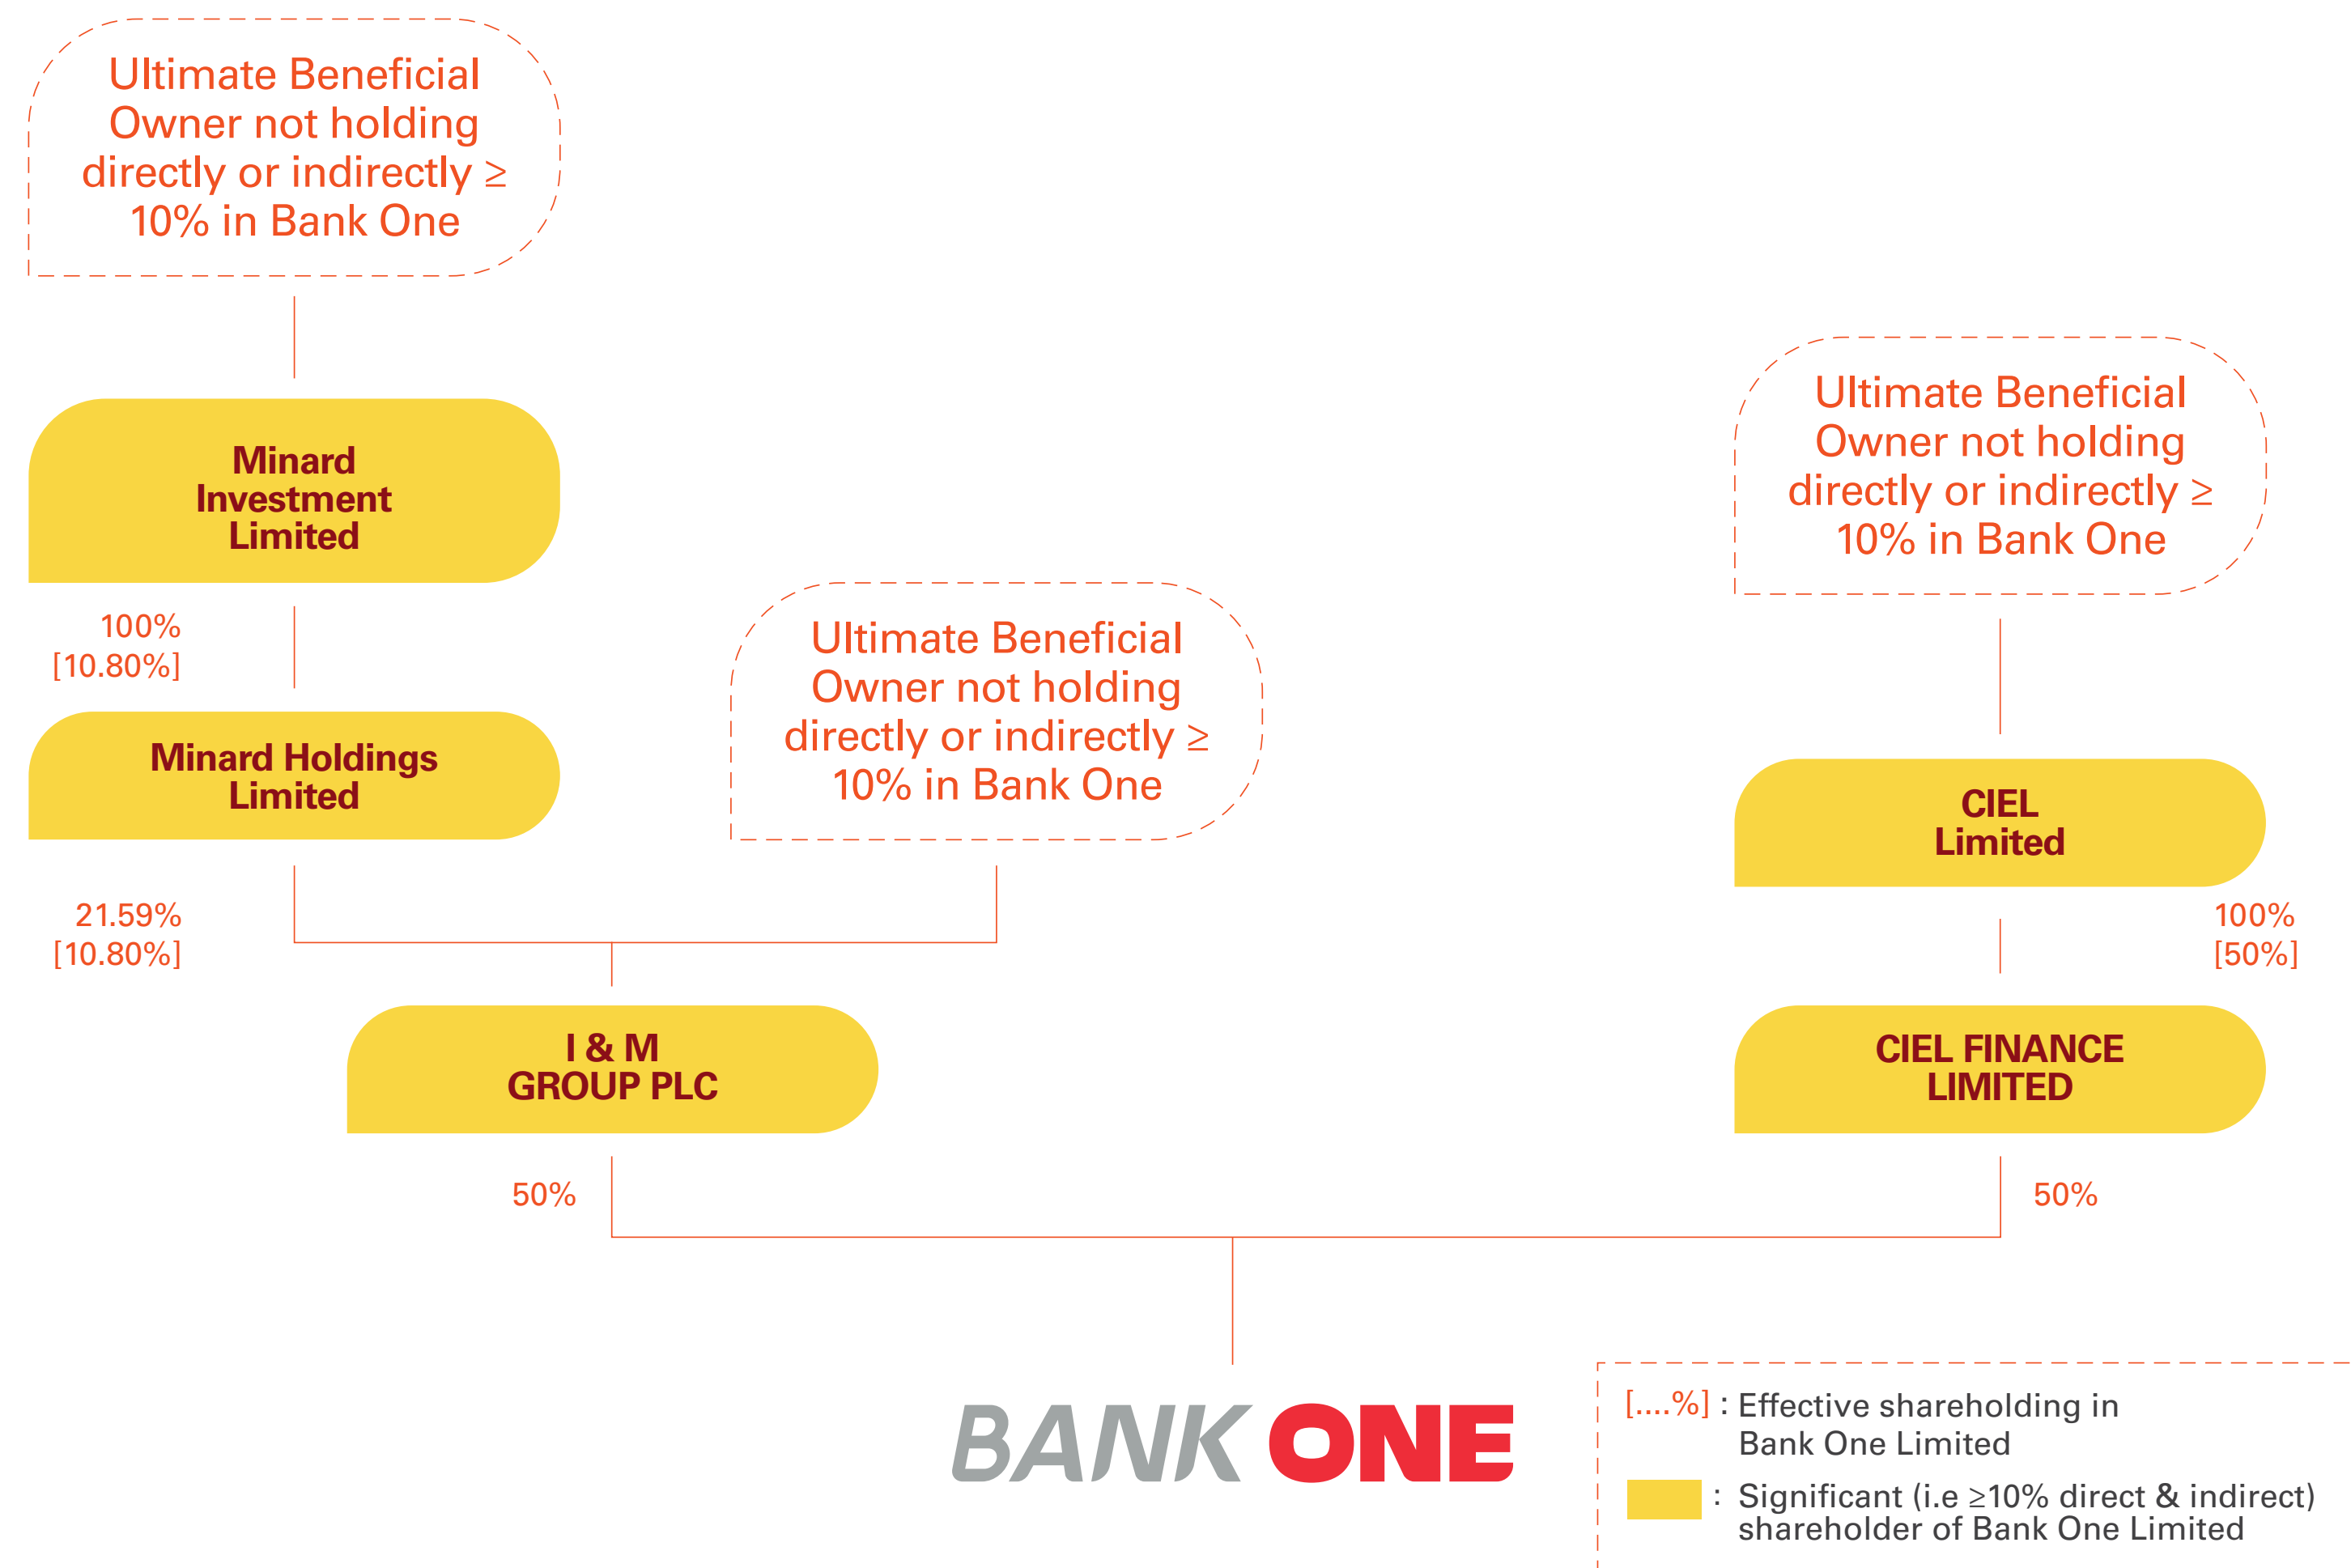 Ultimate Beneficial
Owner not holding
directly or indirectly ≥
10% in Bank One
Minard
Investment
Limited
100%
[10.80%]
Minard Holdings
Limited
21.59%
[10.80%]
Ultimate Beneficial
Owner not holding
directly or indirectly ≥
10% in Bank One
I & M
GROUP PLC
50%
Ultimate Beneficial
Owner not holding
directly or indirectly ≥
10% in Bank One
CIEL
Limited
100%
[50%]
CIEL FINANCE
LIMITED
50%
BANK ONE
[....%] : Effective shareholding in
Bank One Limited
: Significant (i.e ≥10% direct & indirect)
shareholder of Bank One Limited